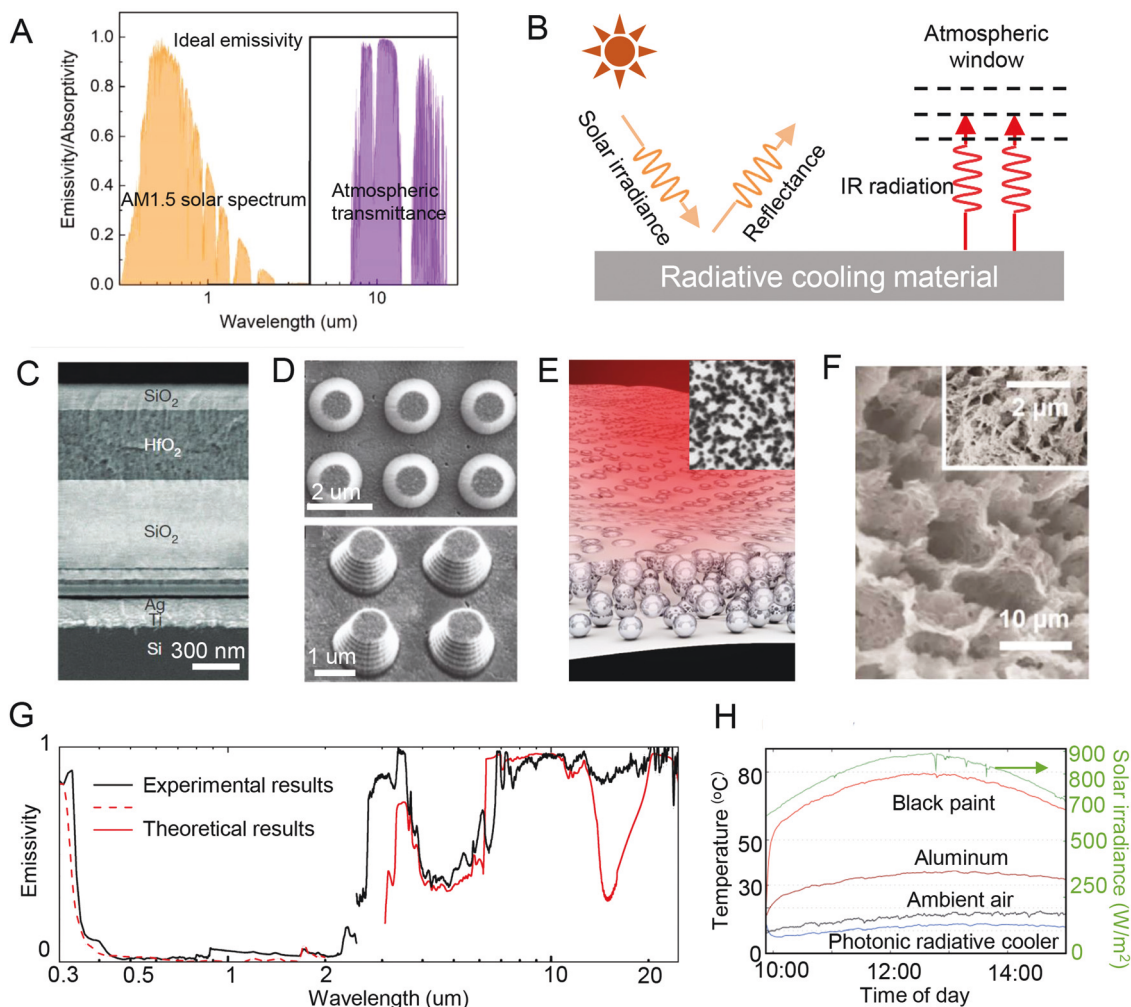 A
Ideal emissivity
AM1.5 solar spectrum
Atmospheric
transmittance
1.0
0.8
0.6
0.4
0.2
0.0
Emissivity/Absorptivity
1
10
Wavelength (um)
B
Solar irradiance
Reflectance
Atmospheric
window
IR radiation
Radiative cooling material
C
SiO2
HfO2
SiO2
Ag
Ti
Si
300 nm
D
2 um
1 um
E
F
2 µm
10 µm
G
1
0
Emissivity
Experimental results
Theoretical results
0.3
0.5
1
2
5
10
20
Wavelength (um)
H
80
50
30
0
Temperature (ºC)
Black paint
Aluminum
Ambient air
Photonic radiative cooler
900
800
700
500
250
0
Solar irradiance (W/m2)
10:00
12:00
14:00
Time of day